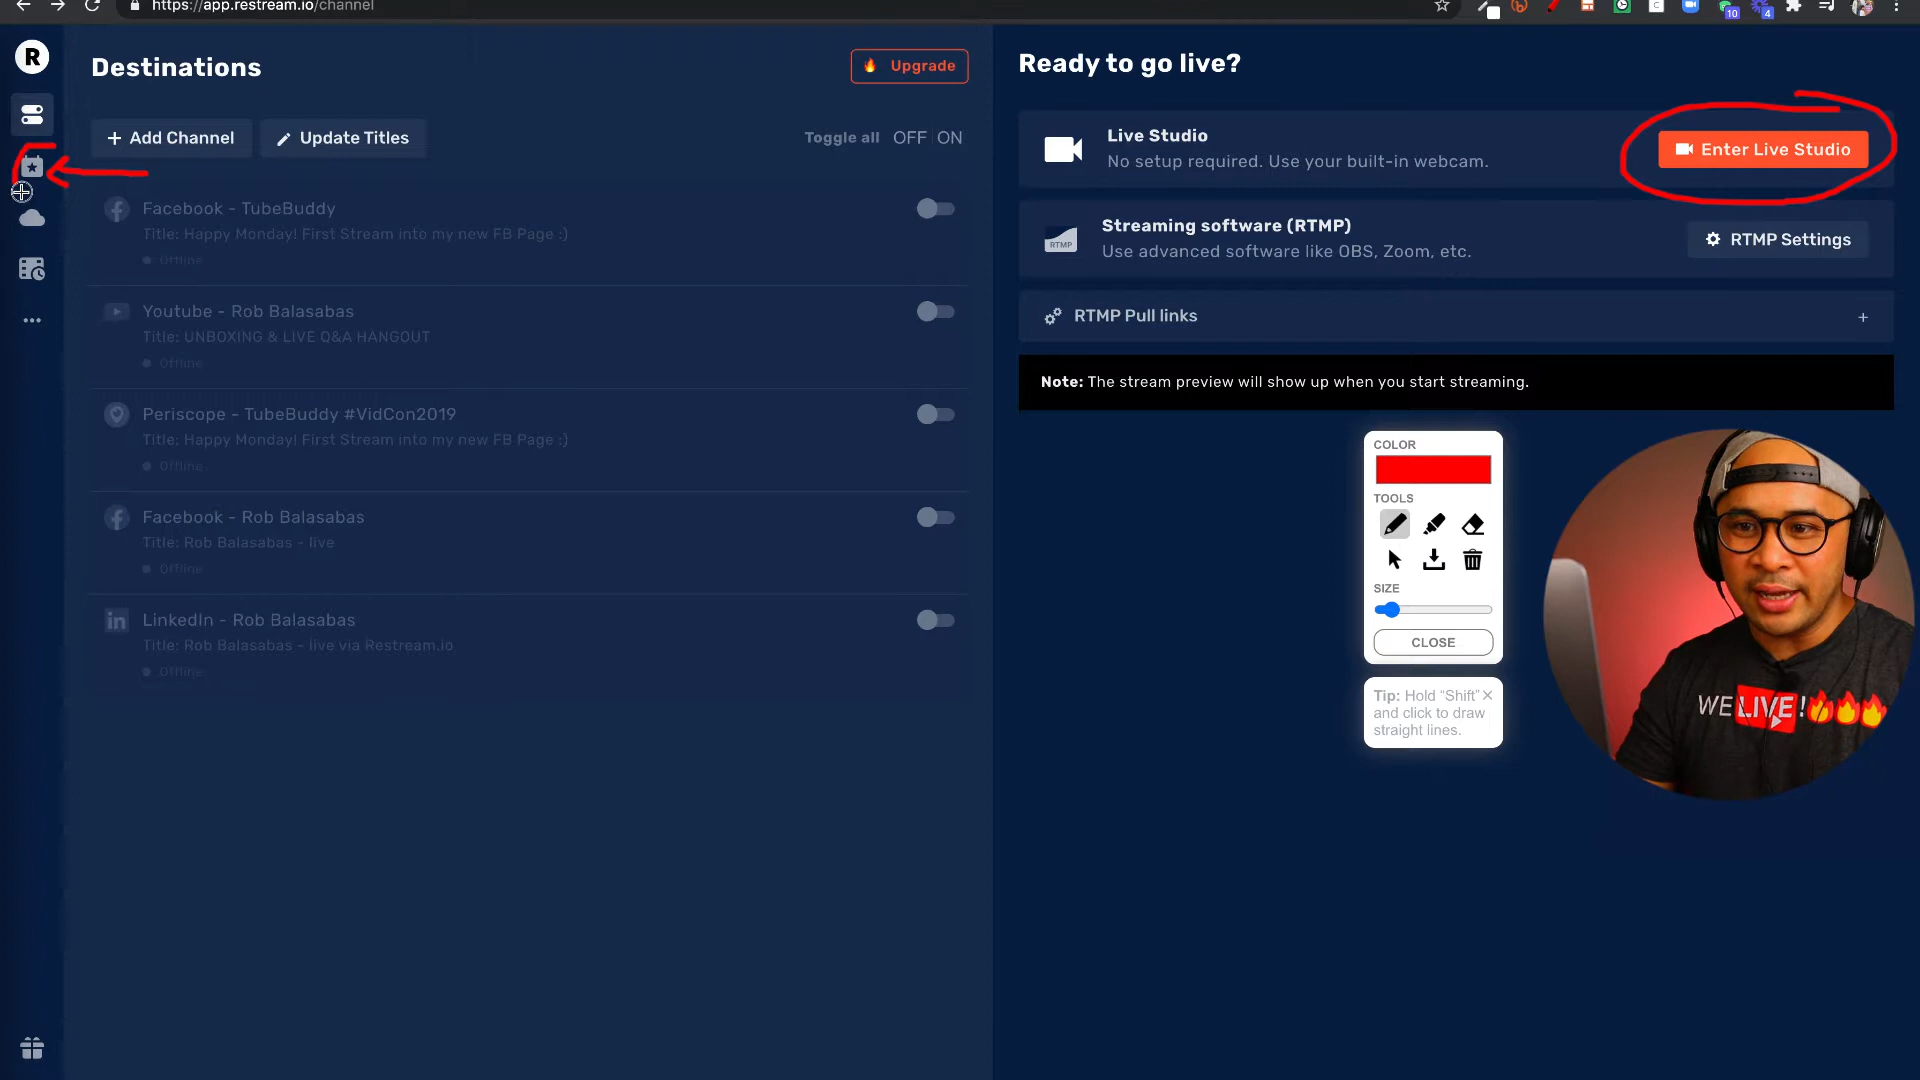 https://app.restream.io/channel
10
4
R
Destinations
Upgrade
+ Add Channel
Update Titles
Toggle all OFF ON
Facebook - TubeBuddy
Title: Happy Monday! First Stream into my new FB Page :)
Offline
Youtube - Rob Balasabas
Title: UNBOXING & LIVE Q&A HANGOUT
Offline
Periscope - TubeBuddy #VidCon2019
Title: Happy Monday! First Stream into my new FB Page :)
Offline
Facebook - Rob Balasabas
Title: Rob Balasabas - live
Offline
LinkedIn - Rob Balasabas
Title: Rob Balasabas - live via Restream.io
Offline
Ready to go live?
Live Studio
No setup required. Use your built-in webcam.
Enter Live Studio
RTMP
Streaming software (RTMP)
Use advanced software like OBS, Zoom, etc.
RTMP Settings
RTMP Pull links
+
Note: The stream preview will show up when you start streaming.
COLOR
TOOLS
SIZE
CLOSE
Tip: Hold "Shift"
and click to draw
straight lines.
WE LIVE!